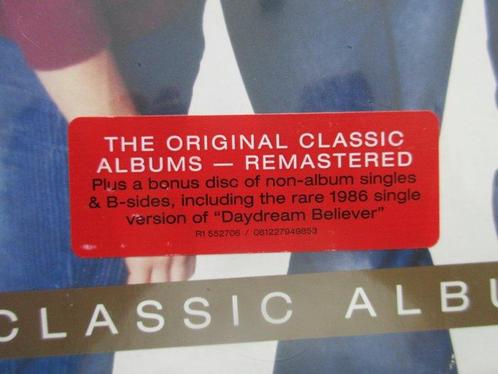 THE ORIGINAL CLASSIC
ALBUMS — REMASTERED
Plus a bonus disc of non-album singles
& B-sides, including the rare 1986 single
version of “Daydream Believer”
R1 552706 / 081227949853
CLASSIC ALBU